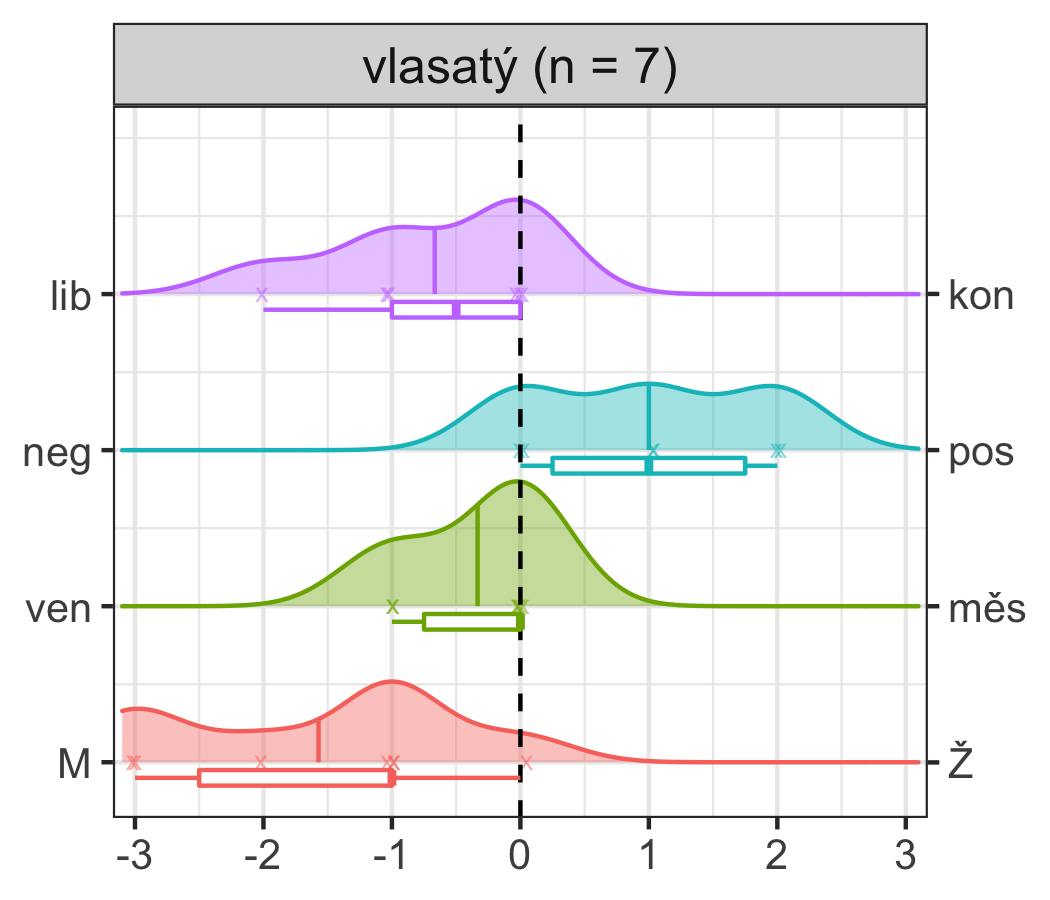 vlasatý (n = 7)
lib kon
neg pos
ven měs
M Ž
-3 -2 -1 0 1 2 3